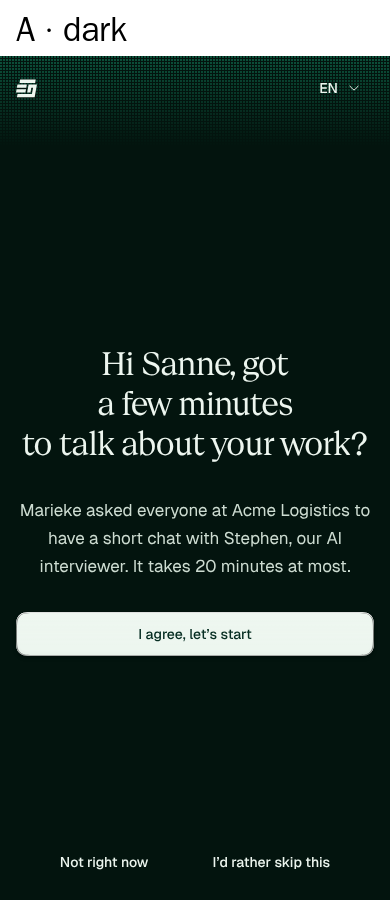 A · dark
EN
Hi Sanne, got
a few minutes
to talk about your work?
Marieke asked everyone at Acme Logistics to
have a short chat with Stephen, our AI
interviewer. It takes 20 minutes at most.
I agree, let’s start
Not right now
I’d rather skip this